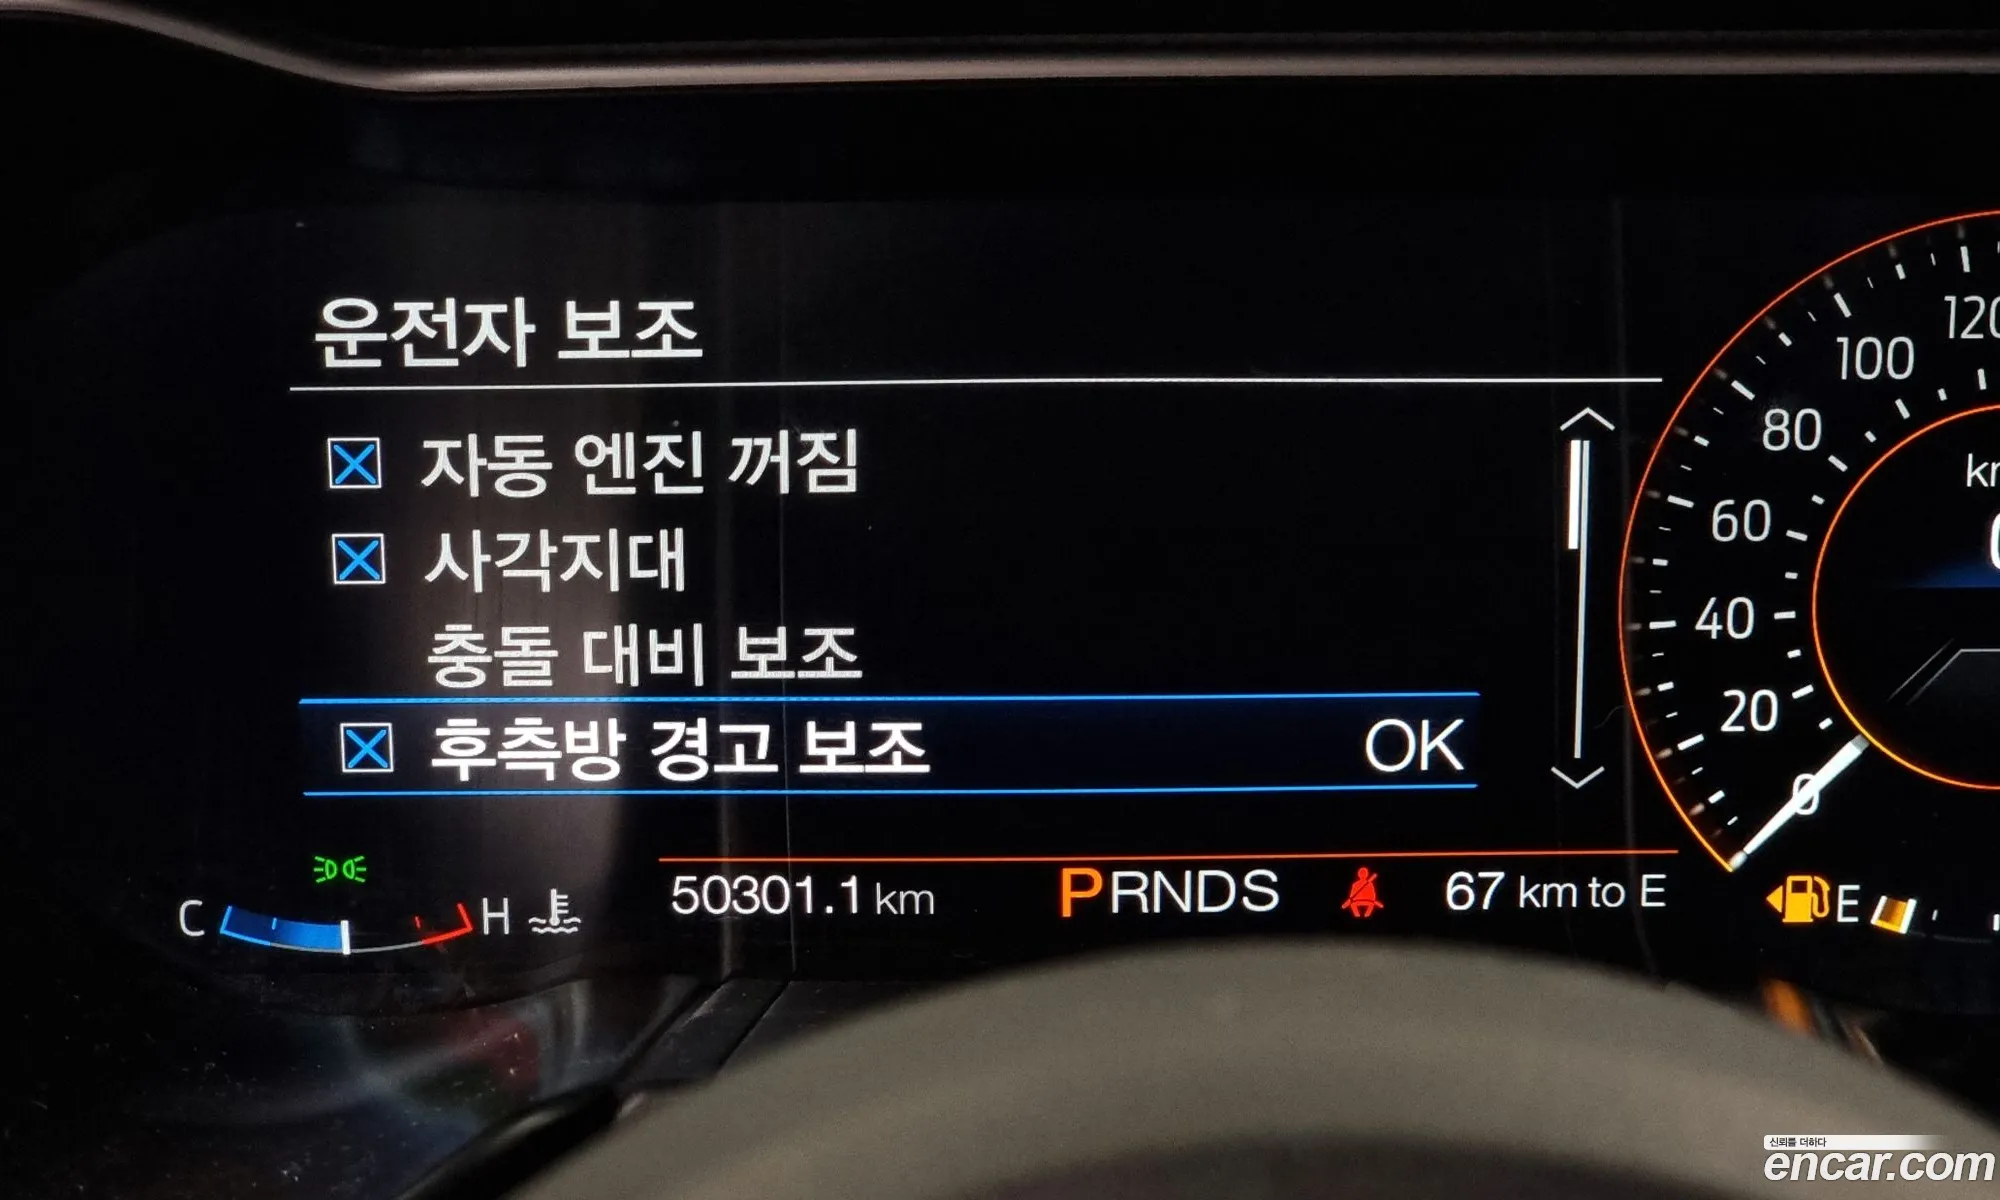 운전자 보조
자동 엔진 꺼짐
사각지대
충돌 대비 보조
후측방 경고 보조 OK
120
100
80
60
40
20
0
C H
50301.1 km
PRNDS
67 km to E
E
신뢰를 더하다
encar.com